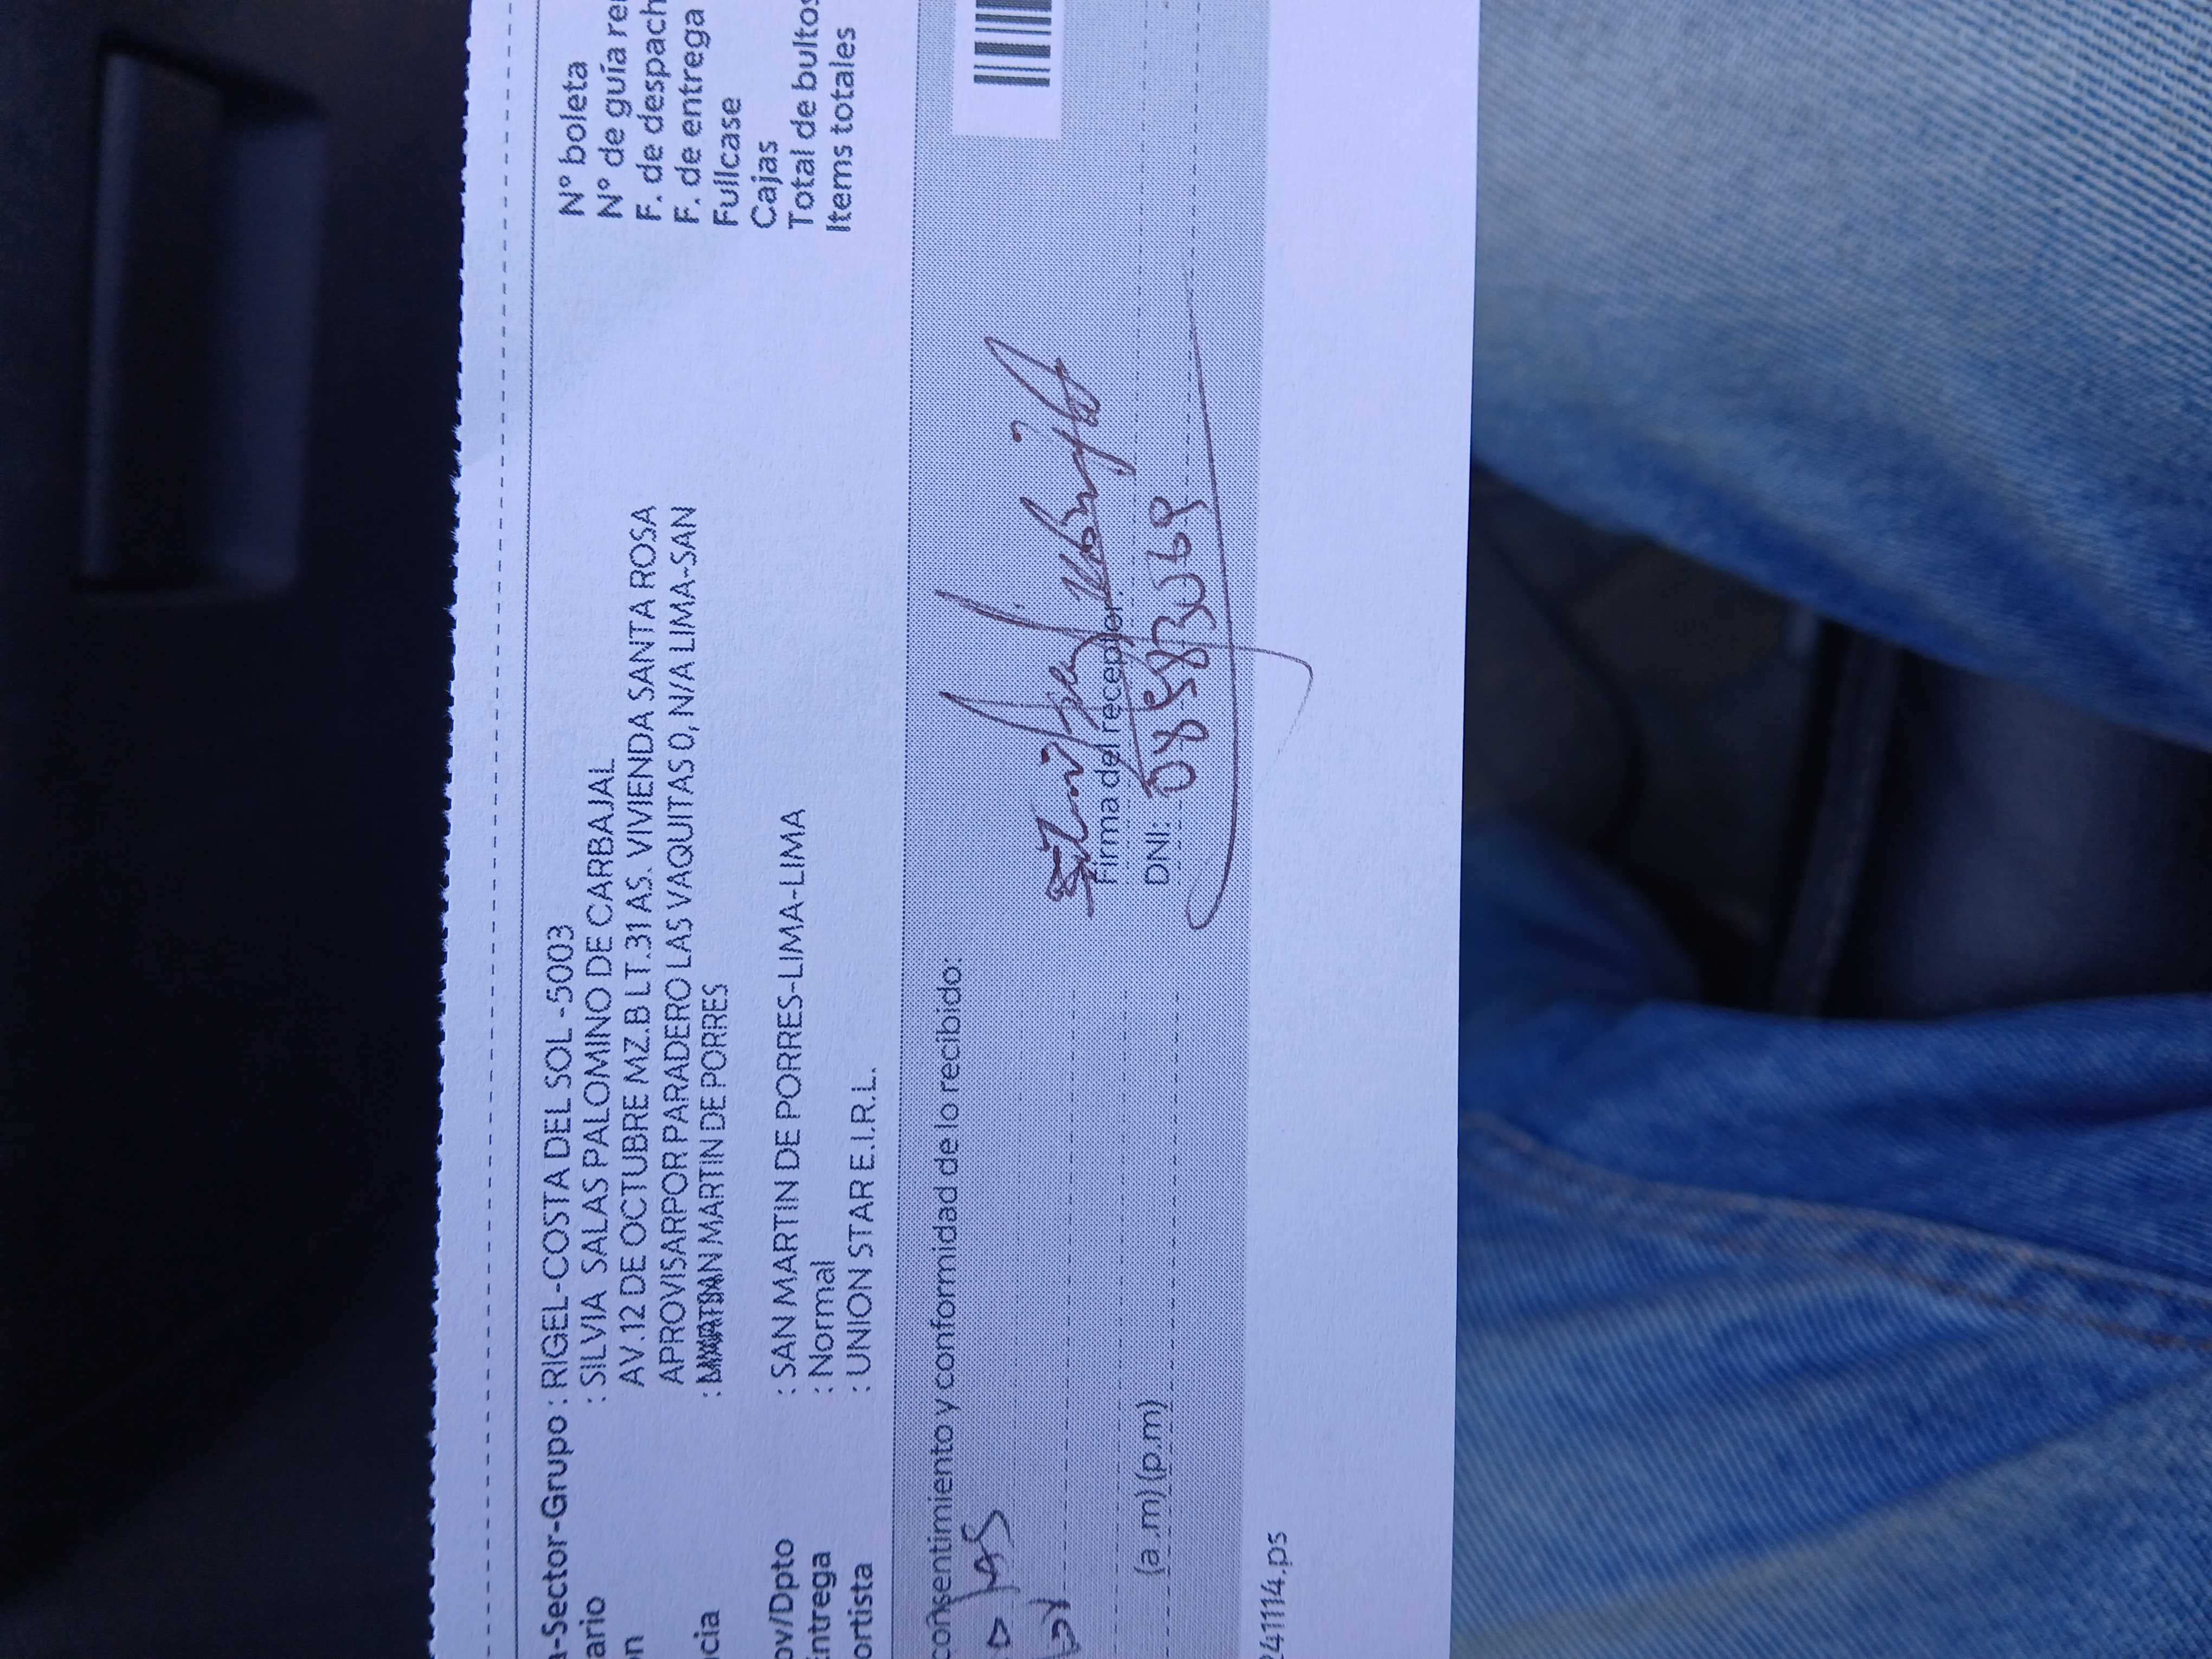 a-Sector-Grupo : RIGEL-COSTA DEL SOL -5003
ario : SILVIA SALAS PALOMINO DE CARBAJAL
n AV.12 DE OCTUBRE MZ.B LT.31 AS. VIVIENDA SANTA ROSA
APROVISARPOR PARADERO LAS VAQUITAS 0, N/A LIMA-SAN
cia : MARTIN MARTIN DE PORRES
ov/Dpto : SAN MARTIN DE PORRES-LIMA-LIMA
Entrega : Normal
ortista : UNION STAR E.I.R.L.
N° boleta
N° de guía re
F. de despach
F. de entrega
Fullcase
Cajas
Total de bultos
Items totales
consentimiento y conformidad de lo recibido:
Firma del receptor:
DNI: 08583069
(a.m) (p.m)
241114.ps